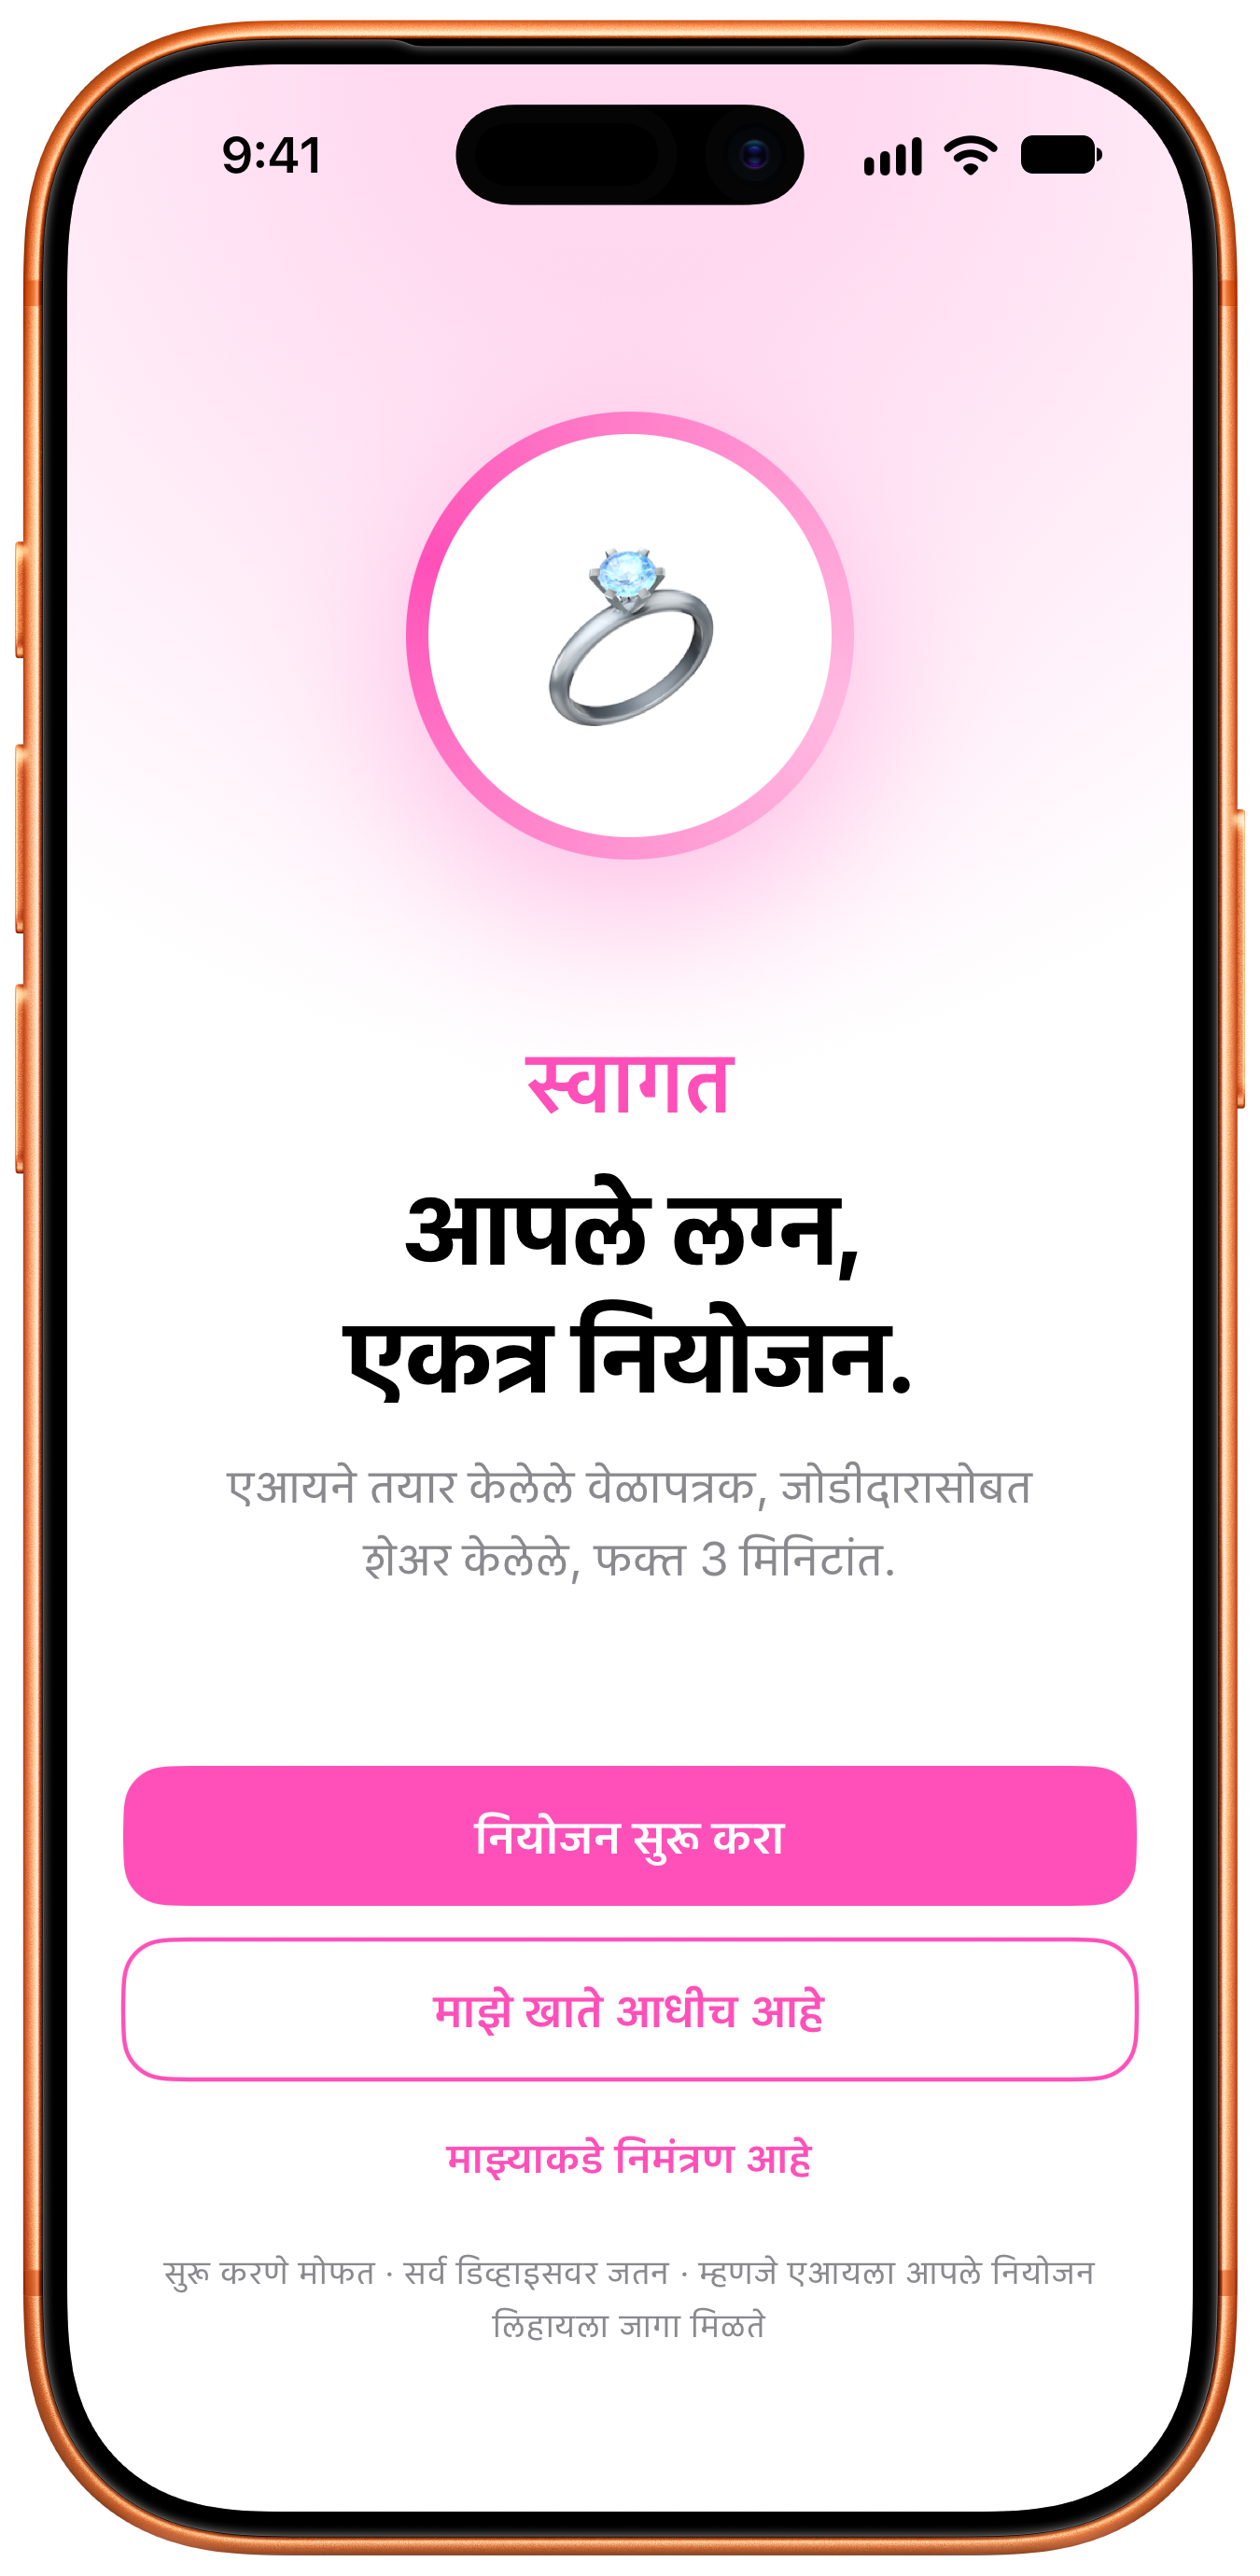 9:41
स्वागत
आपले लग्न,
एकत्र नियोजन.
एआयने तयार केलेले वेळापत्रक, जोडीदारासोबत
शेअर केलेले, फक्त 3 मिनिटांत.
नियोजन सुरू करा
माझे खाते आधीच आहे
माझ्याकडे निमंत्रण आहे
सुरू करणे मोफत · सर्व डिव्हाइसवर जतन · म्हणजे एआयला आपले नियोजन
लिहायला जागा मिळते